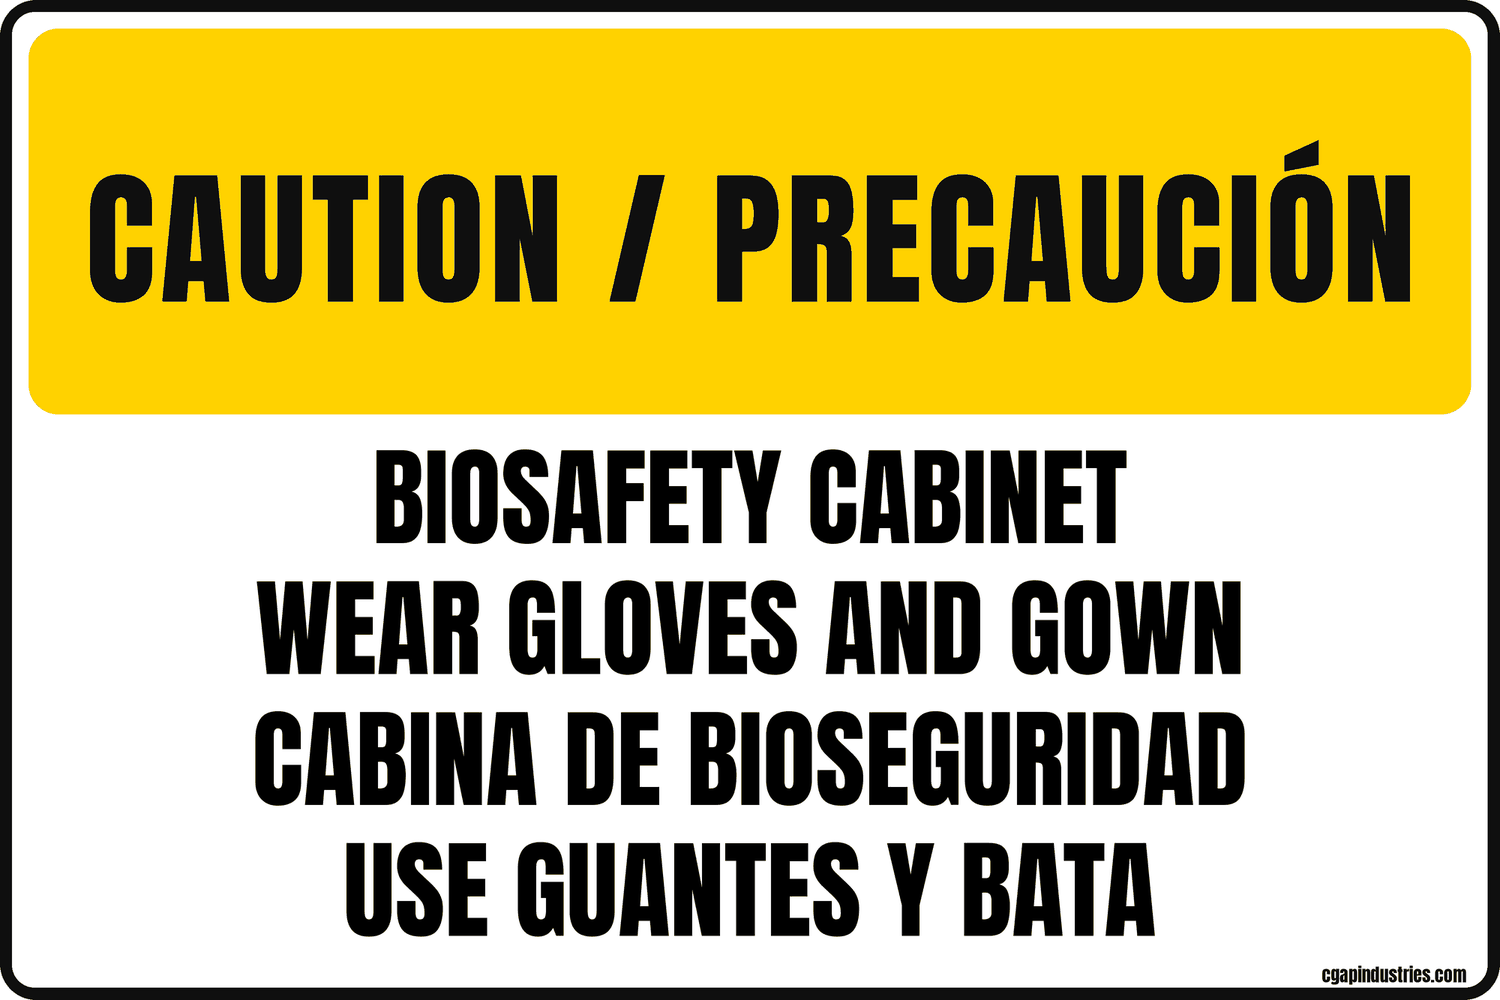 CAUTION / PRECAUCIÓN
BIOSAFETY CABINET
WEAR GLOVES AND GOWN
CABINA DE BIOSEGURIDAD
USE GUANTES Y BATA
cgapindustries.com